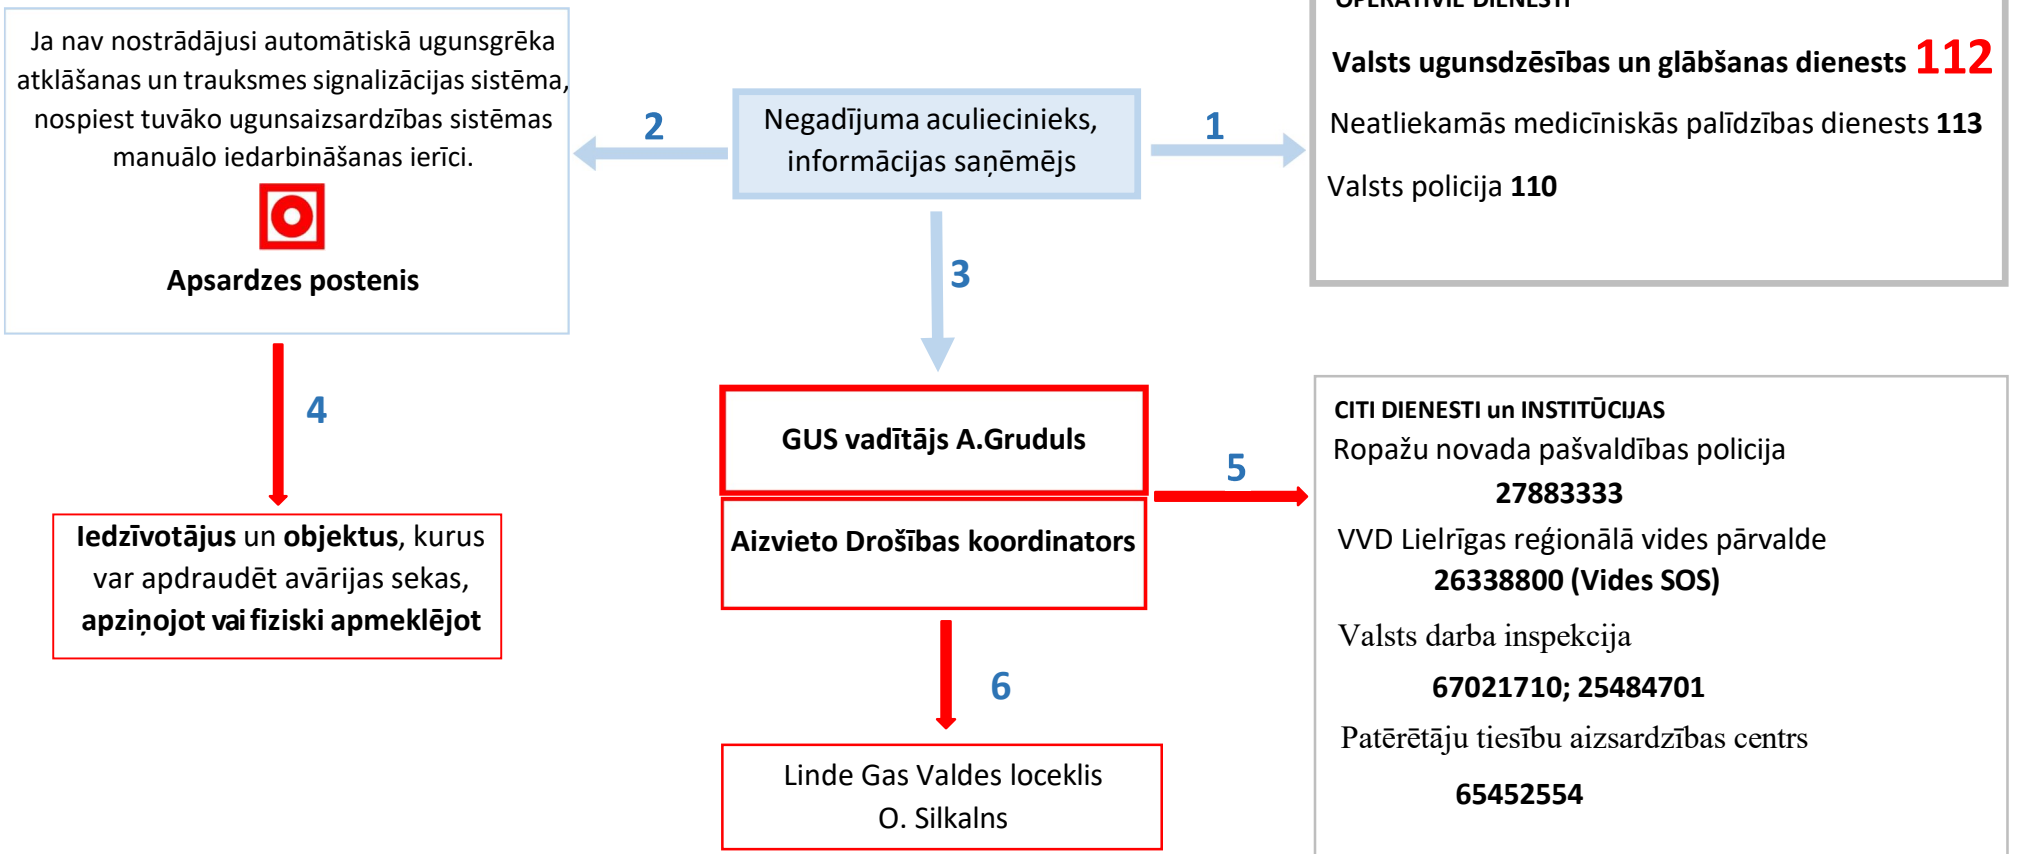 OPERATĪVIE DIENESTI
Valsts ugunsdzēsības un glābšanas dienests 112
Neatliekamās medicīniskās palīdzības dienests 113
Valsts policija 110
Ja nav nostrādājusi automātiskā ugunsgrēka
atklāšanas un trauksmes signalizācijas sistēma,
nospiest tuvāko ugunsaizsardzības sistēmas
manuālo iedarbināšanas ierīci.
Apsardzes postenis
2
Negadījuma aculiecinieks,
informācijas saņēmējs
1
3
4
Iedzīvotājus un objektus, kurus
var apdraudēt avārijas sekas,
apziņojot vai fiziski apmeklējot
GUS vadītājs A.Gruduls
Aizvieto Drošības koordinators
5
6
Linde Gas Valdes loceklis
O. Silkalns
CITI DIENESTI un INSTITŪCIJAS
Ropažu novada pašvaldības policija
27883333
VVD Lielrīgas reģionālā vides pārvalde
26338800 (Vides SOS)
Valsts darba inspekcija
67021710; 25484701
Patērētāju tiesību aizsardzības centrs
65452554